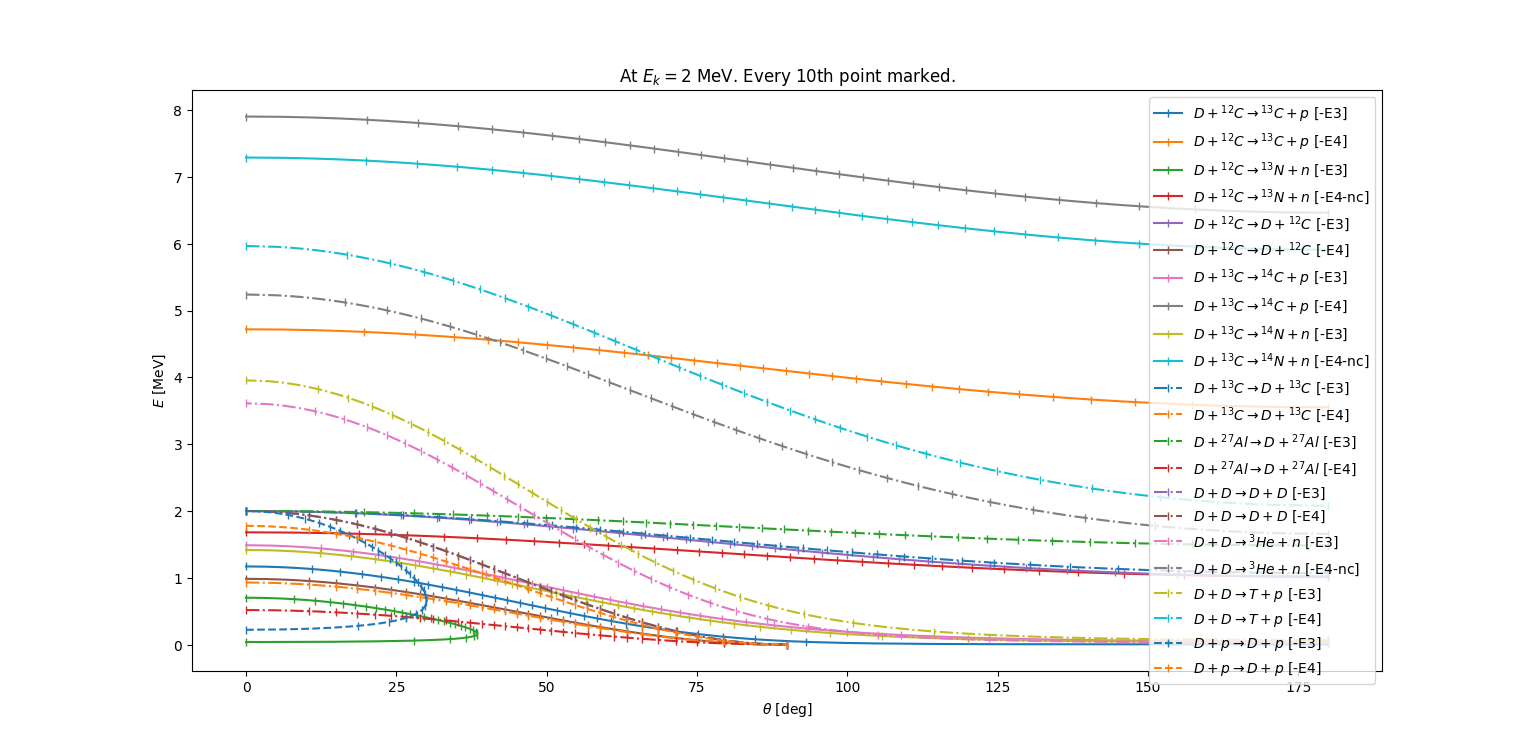 At E_k = 2 MeV. Every 10th point marked.
E [MeV]
8
7
6
5
4
3
2
1
0
0 25 50 75 100 125 150 175
θ [deg]
D + ¹²C → ¹³C + p [-E3]
D + ¹²C → ¹³C + p [-E4]
D + ¹²C → ¹³N + n [-E3]
D + ¹²C → ¹³N + n [-E4-nc]
D + ¹²C → D + ¹²C [-E3]
D + ¹²C → D + ¹²C [-E4]
D + ¹³C → ¹⁴C + p [-E3]
D + ¹³C → ¹⁴C + p [-E4]
D + ¹³C → ¹⁴N + n [-E3]
D + ¹³C → ¹⁴N + n [-E4-nc]
D + ¹³C → D + ¹³C [-E3]
D + ¹³C → D + ¹³C [-E4]
D + ²⁷Al → D + ²⁷Al [-E3]
D + ²⁷Al → D + ²⁷Al [-E4]
D + D → D + D [-E3]
D + D → D + D [-E4]
D + D → ³He + n [-E3]
D + D → ³He + n [-E4-nc]
D + D → T + p [-E3]
D + D → T + p [-E4]
D + p → D + p [-E3]
D + p → D + p [-E4]